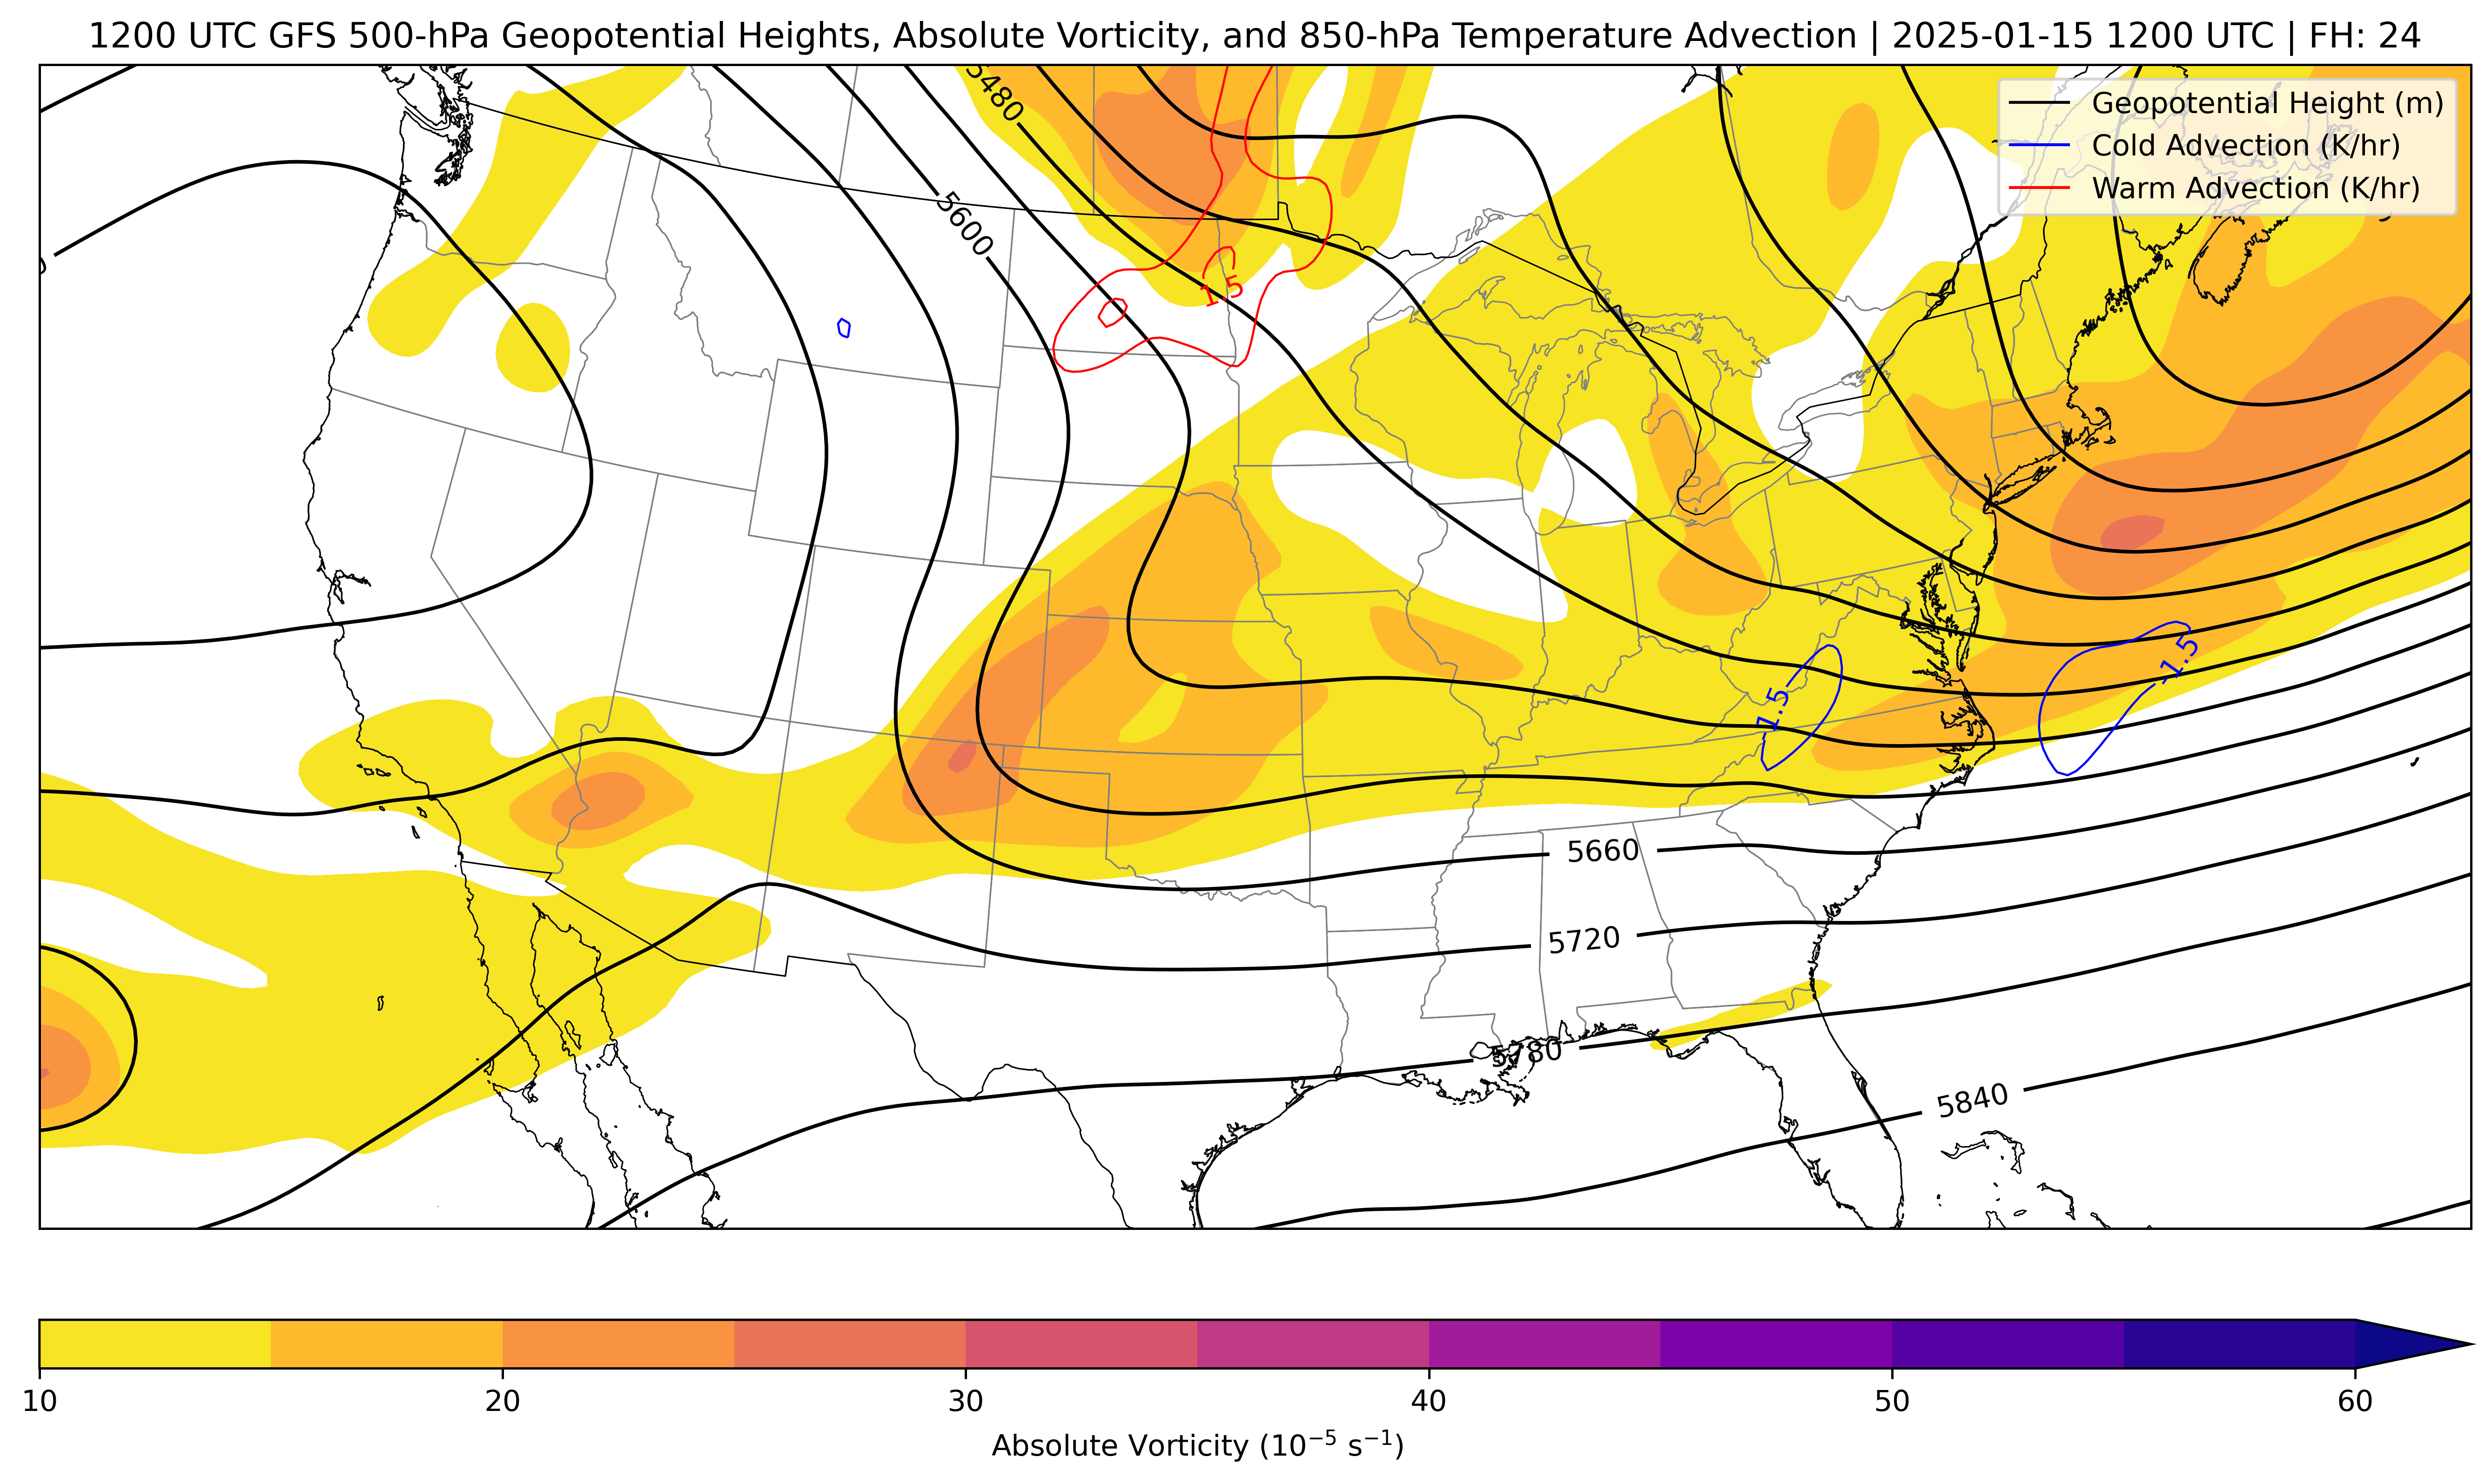 1200 UTC GFS 500-hPa Geopotential Heights, Absolute Vorticity, and 850-hPa Temperature Advection | 2025-01-15 1200 UTC | FH: 24
Geopotential Height (m)
Cold Advection (K/hr)
Warm Advection (K/hr)
5480
5600
1.5
-1.5
-1.5
5660
5720
5780
5840
10 20 30 40 50 60
Absolute Vorticity (10⁻⁵ s⁻¹)